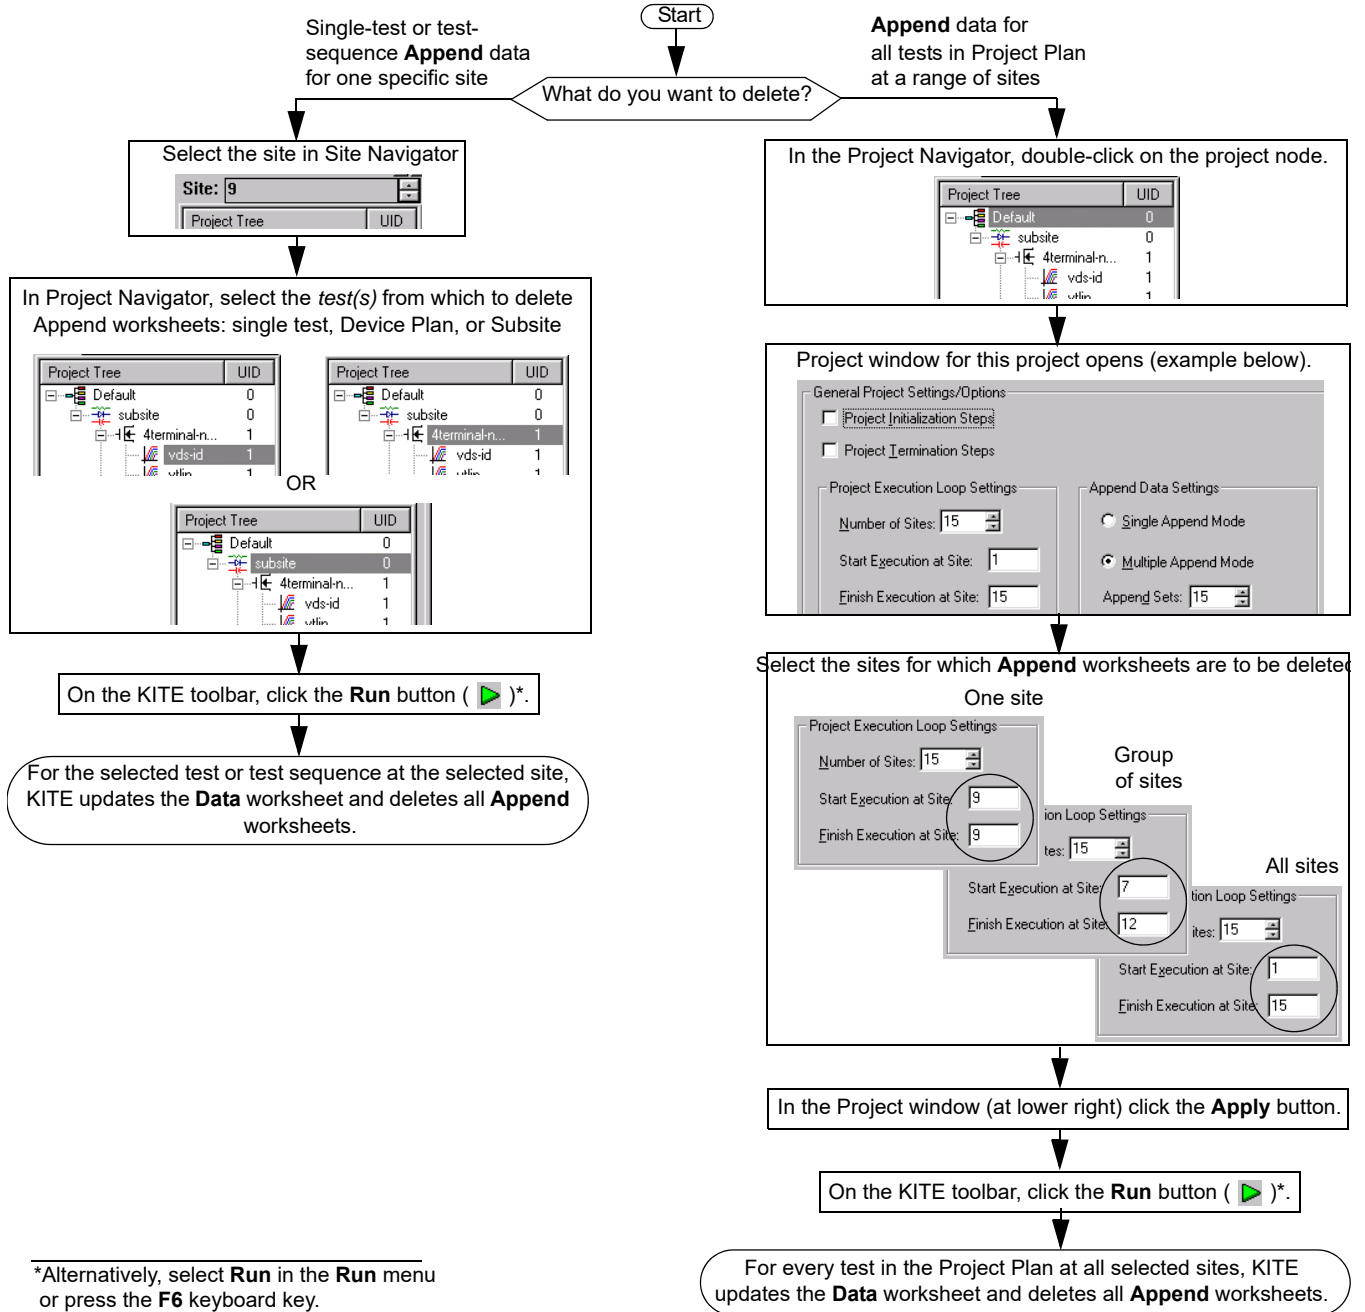 Start
Single-test or test-
sequence Append data
for one specific site
Append data for
all tests in Project Plan
at a range of sites
What do you want to delete?
Select the site in Site Navigator
Site: 9
Project Tree UID
In Project Navigator, select the test(s) from which to delete
Append worksheets: single test, Device Plan, or Subsite
Project Tree UID
Default 0
subsite 0
4terminal-n... 1
vds-id 1
vtlin 1
Project Tree UID
Default 0
subsite 0
4terminal-n... 1
vds-id 1
vtlin 1
OR
Project Tree UID
Default 0
subsite 0
4terminal-n... 1
vds-id 1
vtlin 1
On the KITE toolbar, click the Run button ( )*.
For the selected test or test sequence at the selected site,
KITE updates the Data worksheet and deletes all Append
worksheets.
In the Project Navigator, double-click on the project node.
Project Tree UID
Default 0
subsite 0
4terminal-n... 1
vds-id 1
vtlin 1
Project window for this project opens (example below).
General Project Settings/Options
Project Initialization Steps
Project Termination Steps
Project Execution Loop Settings
Number of Sites: 15
Start Execution at Site: 1
Finish Execution at Site: 15
Append Data Settings
Single Append Mode
Multiple Append Mode
Append Sets: 15
Select the sites for which Append worksheets are to be deleted
One site
Project Execution Loop Settings
Number of Sites: 15
Start Execution at Site: 9
Finish Execution at Site: 9
Group
of sites
ion Loop Settings
tes: 15
Start Execution at Site: 7
Finish Execution at Site: 12
All sites
tion Loop Settings
ites: 15
Start Execution at Site: 1
Finish Execution at Site: 15
In the Project window (at lower right) click the Apply button.
On the KITE toolbar, click the Run button ( )*.
For every test in the Project Plan at all selected sites, KITE
updates the Data worksheet and deletes all Append worksheets.
*Alternatively, select Run in the Run menu
or press the F6 keyboard key.